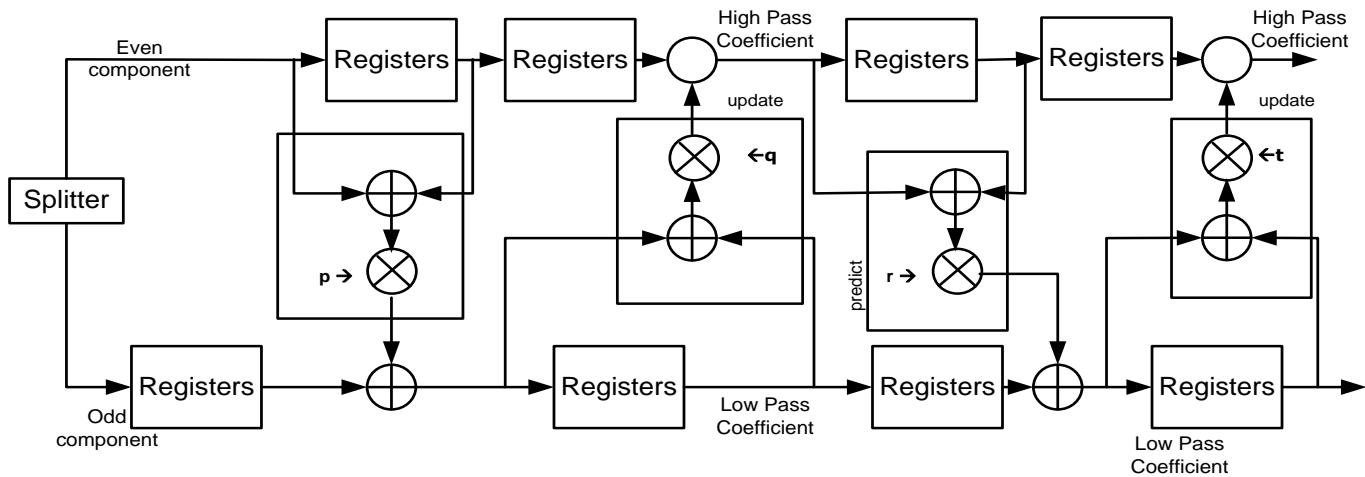 High Pass
Coefficient
High Pass
Coefficient
Even
component
Registers
Registers
Registers
Registers
update
update
←q
←t
Splitter
p →
predict
r →
Registers
Registers
Registers
Registers
Odd
component
Low Pass
Coefficient
Low Pass
Coefficient